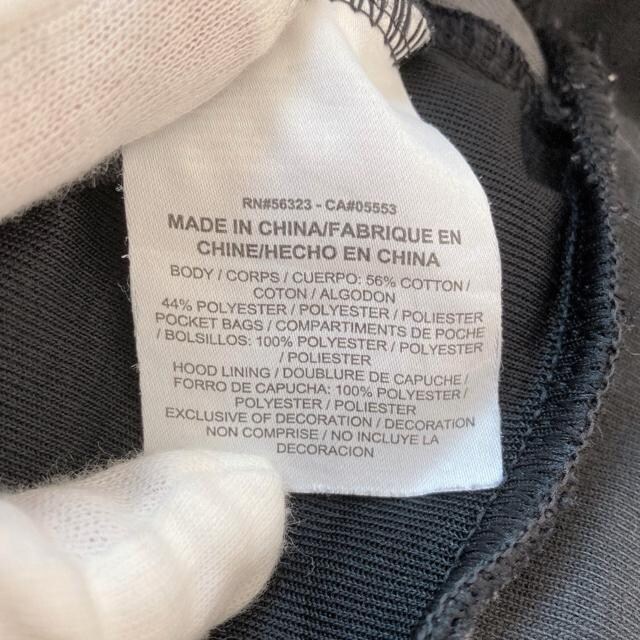 RN#56323 - CA#05553
MADE IN CHINA/FABRIQUE EN
CHINE/HECHO EN CHINA
BODY / CORPS / CUERPO: 56% COTTON /
COTON / ALGODON
44% POLYESTER / POLYESTER / POLIESTER
POCKET BAGS / COMPARTIMENTS DE POCHE
/ BOLSILLOS: 100% POLYESTER / POLYESTER
/ POLIESTER
HOOD LINING / DOUBLURE DE CAPUCHE /
FORRO DE CAPUCHA: 100% POLYESTER /
POLYESTER / POLIESTER
EXCLUSIVE OF DECORATION / DECORATION
NON COMPRISE / NO INCLUYE LA
DECORACION